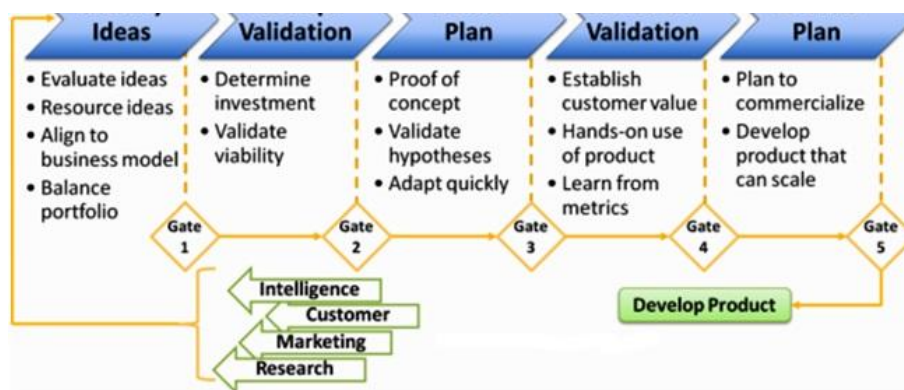 Ideas
Validation
Plan
Validation
Plan
• Evaluate ideas
• Resource ideas
• Align to
business model
• Balance
portfolio
• Determine
investment
• Validate
viability
• Proof of
concept
• Validate
hypotheses
• Adapt quickly
• Establish
customer value
• Hands-on use
of product
• Learn from
metrics
• Plan to
commercialize
• Develop
product that
can scale
Gate
1
Gate
2
Gate
3
Gate
4
Gate
5
Intelligence
Customer
Marketing
Research
Develop Product